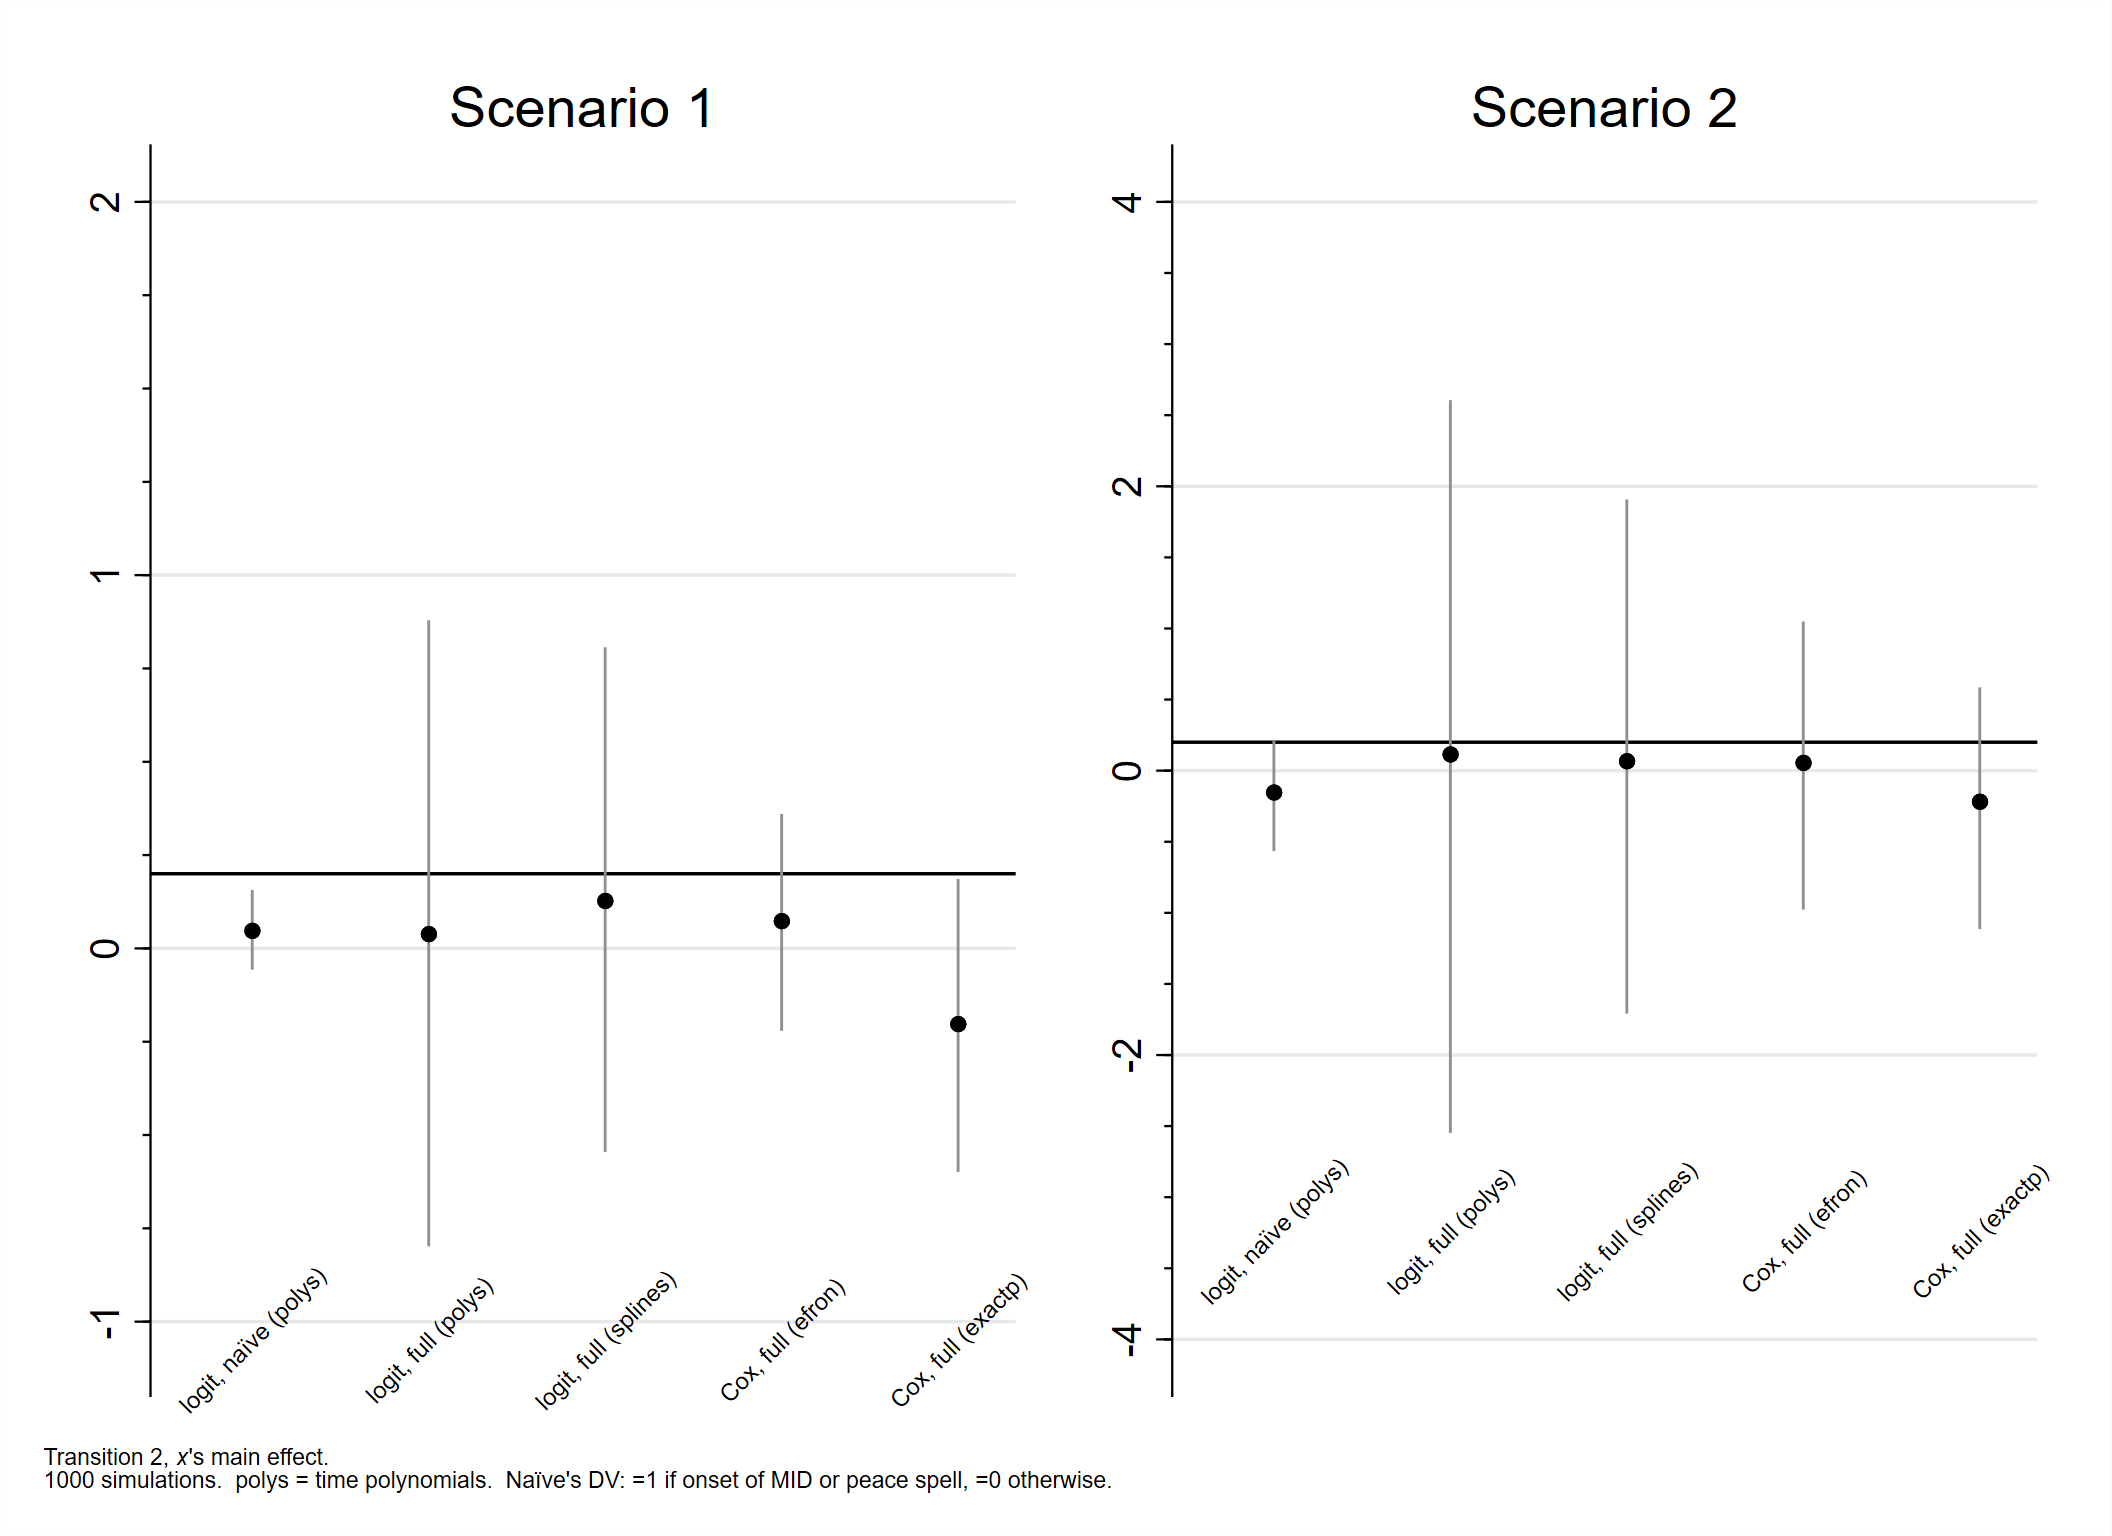 Scenario 1
2
1
0
-1
logit, naïve (polys)
logit, full (polys)
logit, full (splines)
Cox, full (efron)
Cox, full (exactp)
Scenario 2
4
2
0
-2
-4
logit, naïve (polys)
logit, full (polys)
logit, full (splines)
Cox, full (efron)
Cox, full (exactp)
Transition 2, x's main effect.
1000 simulations.  polys = time polynomials.  Naïve's DV: =1 if onset of MID or peace spell, =0 otherwise.